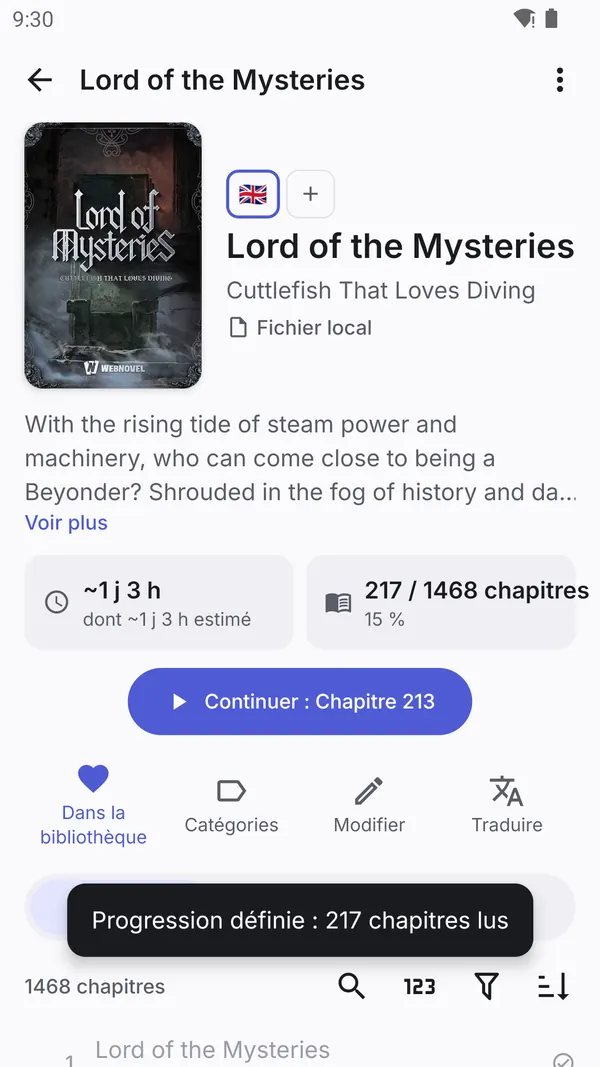 9:30
Lord of the Mysteries
Lord of
Mysteries
CUTTLEFISH THAT LOVES DIVING
WEBNOVEL
Lord of the Mysteries
Cuttlefish That Loves Diving
Fichier local
With the rising tide of steam power and
machinery, who can come close to being a
Beyonder? Shrouded in the fog of history and da...
Voir plus
~1 j 3 h
dont ~1 j 3 h estimé
217 / 1468 chapitres
15 %
Continuer : Chapitre 213
Dans la
bibliothèque
Catégories
Modifier
Traduire
Progression définie : 217 chapitres lus
1468 chapitres
123
1
Lord of the Mysteries